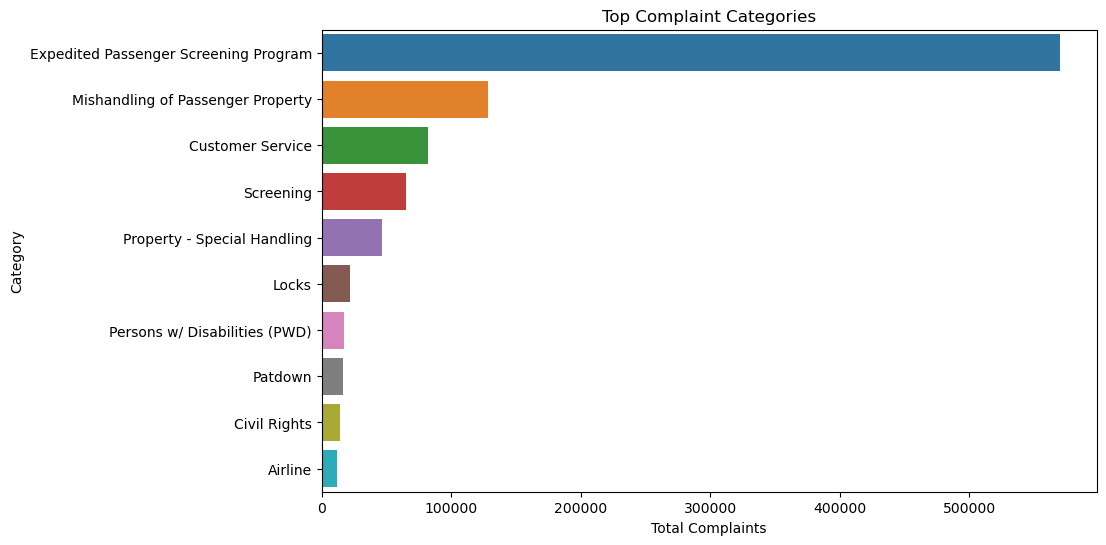 Top Complaint Categories
Expedited Passenger Screening Program
Mishandling of Passenger Property
Customer Service
Screening
Property - Special Handling
Locks
Persons w/ Disabilities (PWD)
Patdown
Civil Rights
Airline
Category
0 100000 200000 300000 400000 500000
Total Complaints